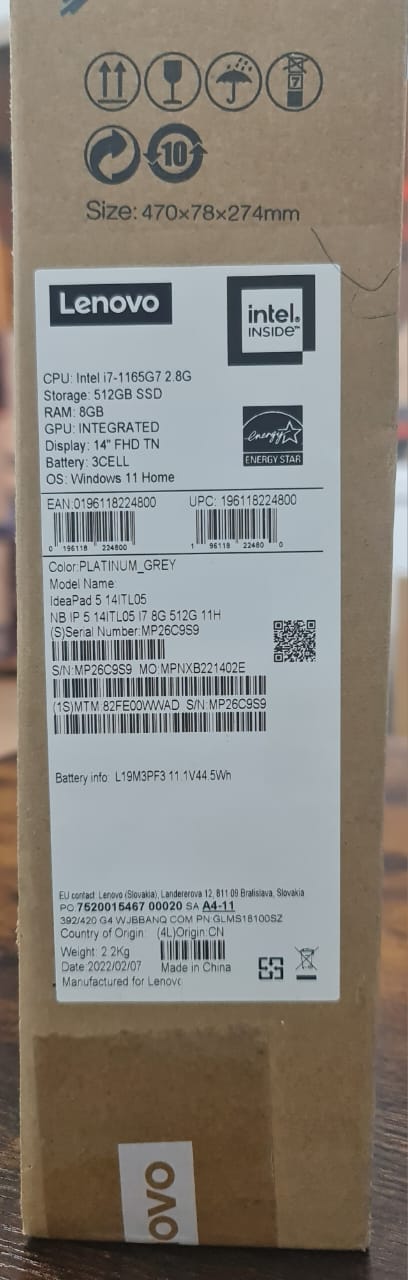 7
10
Size: 470×78×274mm
Lenovo
intel.
INSIDE™
CPU: Intel i7-1165G7 2.8G
Storage: 512GB SSD
RAM: 8GB
GPU: INTEGRATED
Display: 14" FHD TN
Battery: 3CELL
OS: Windows 11 Home
energy
ENERGY STAR
EAN:0196118224800 UPC: 196118224800
0 196118 224800 1 96118 22480 0
Color:PLATINUM_GREY
Model Name:
IdeaPad 5 14ITL05
NB IP 5 14ITL05 I7 8G 512G 11H
(S)Serial Number:MP26C9S9
S/N:MP26C9S9 MO:MPNXB221402E
(1S)MTM:82FE00WWAD S/N:MP26C9S9
Battery info: L19M3PF3 11.1V44.5Wh
EU contact: Lenovo (Slovakia), Landererova 12, 811 09 Bratislava, Slovakia
PO:7520015467 00020 SA A4-11
392/420 G4 WJBBANQ COM PN:GLMS18100SZ
Country of Origin: (4L)Origin:CN
Weight: 2.2Kg
Date:2022/02/07 Made in China
Manufactured for Lenovo
ovo